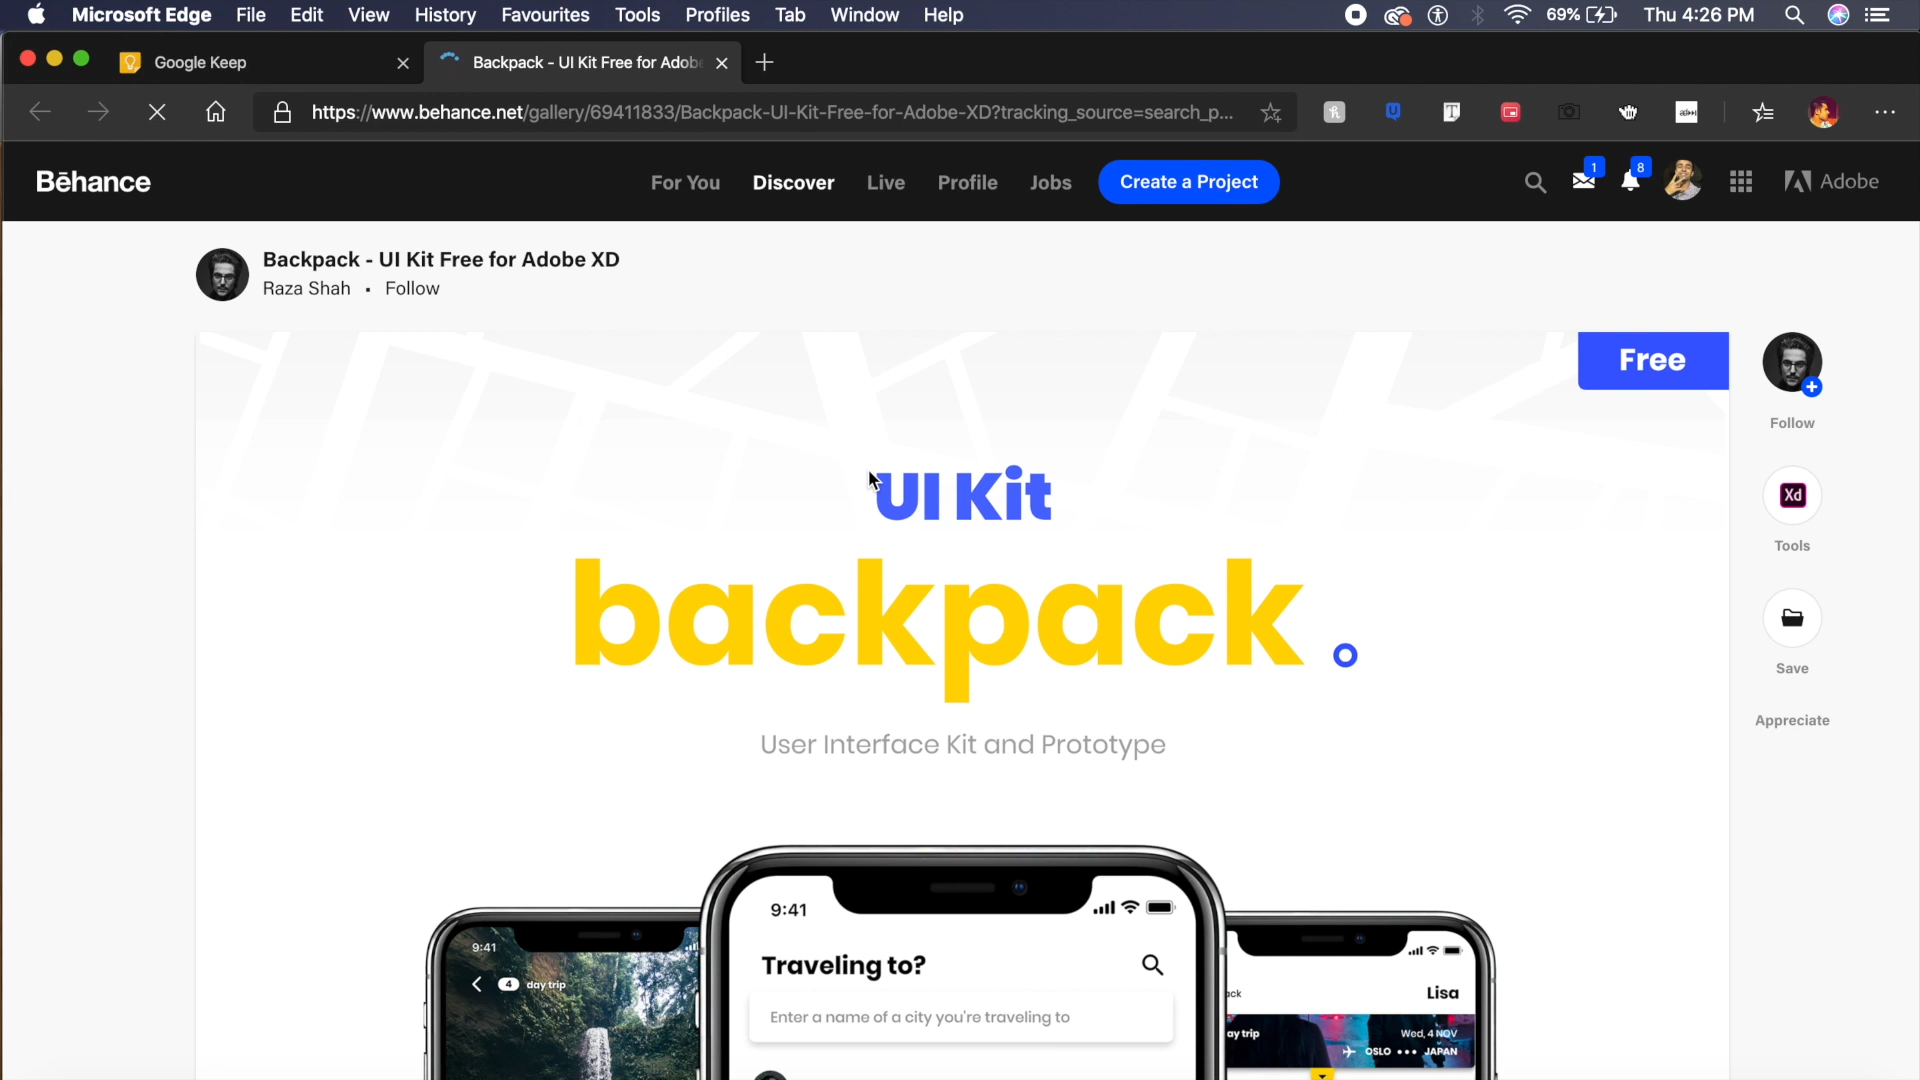 Microsoft Edge File Edit View History Favourites Tools Profiles Tab Window Help 69% Thu 4:26 PM
Google Keep
Backpack - UI Kit Free for Adobe
https://www.behance.net/gallery/69411833/Backpack-UI-Kit-Free-for-Adobe-XD?tracking_source=search_p...
Bēhance For You Discover Live Profile Jobs Create a Project 1 8 Adobe
Backpack - UI Kit Free for Adobe XD
Raza Shah • Follow
Free
Follow
UI Kit
Xd
Tools
backpack.
Save
Appreciate
User Interface Kit and Prototype
9:41
9:41
Traveling to?
4 day trip
Lisa
Enter a name of a city you're traveling to
ay trip
Wed, 4 NOV
OSLO ••• JAPAN